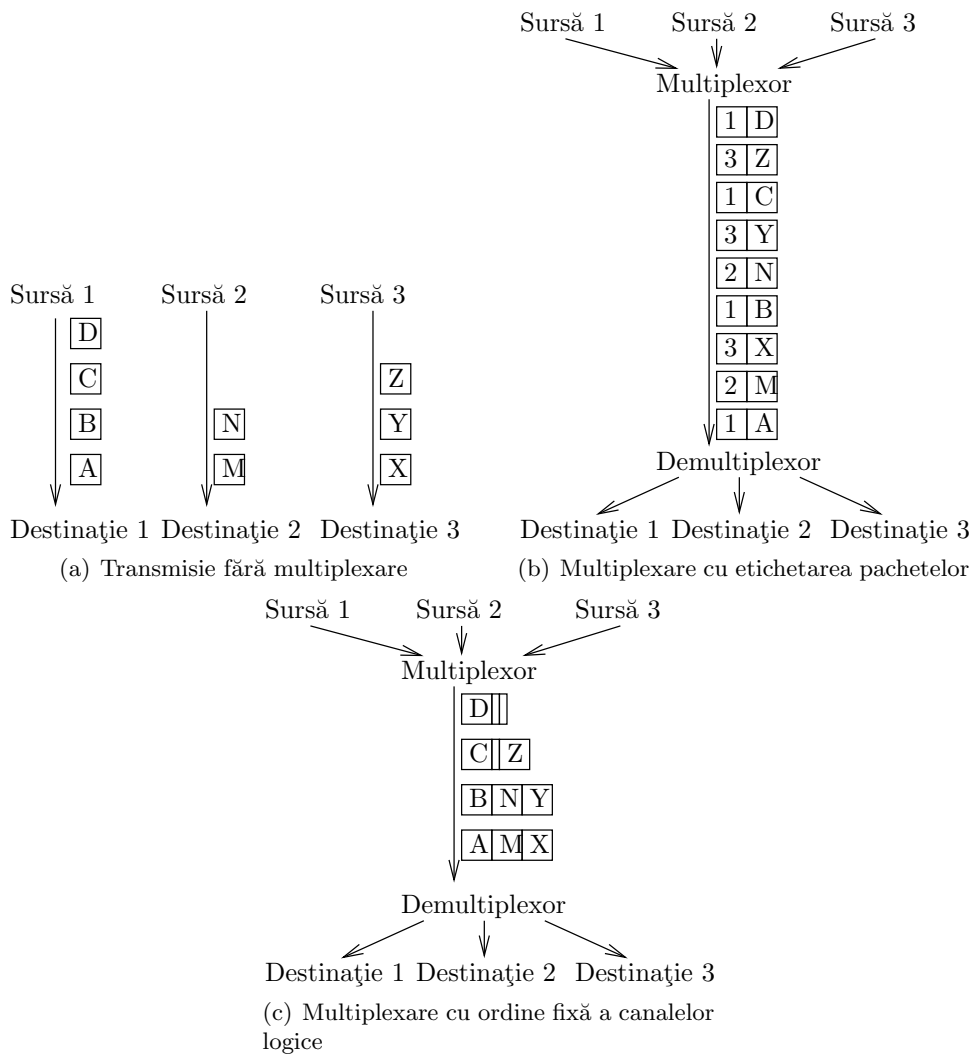 Sursă 1 Sursă 2 Sursă 3
D
C
B N Z
A M Y
X
Destinaţie 1 Destinaţie 2 Destinaţie 3
(a) Transmisie fără multiplexare
Sursă 1 Sursă 2 Sursă 3
Multiplexor
1 D
3 Z
1 C
3 Y
2 N
1 B
3 X
2 M
1 A
Demultiplexor
Destinaţie 1 Destinaţie 2 Destinaţie 3
(b) Multiplexare cu etichetarea pachetelor
Sursă 1 Sursă 2 Sursă 3
Multiplexor
D
C Z
B N Y
A M X
Demultiplexor
Destinaţie 1 Destinaţie 2 Destinaţie 3
(c) Multiplexare cu ordine fixă a canalelor
logice